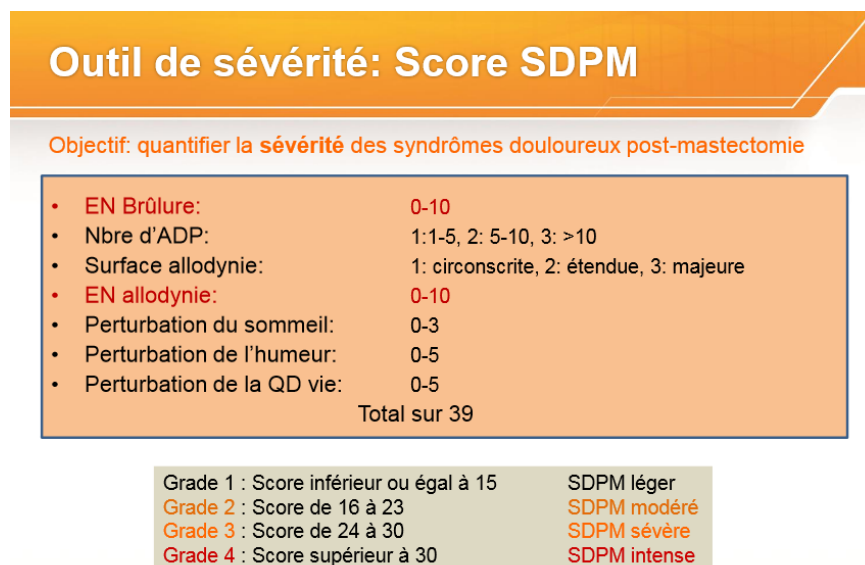 Outil de sévérité: Score SDPM
Objectif: quantifier la sévérité des syndrômes douloureux post-mastectomie
• EN Brûlure: 0-10
• Nbre d'ADP: 1:1-5, 2: 5-10, 3: >10
• Surface allodynie: 1: circonscrite, 2: étendue, 3: majeure
• EN allodynie: 0-10
• Perturbation du sommeil: 0-3
• Perturbation de l'humeur: 0-5
• Perturbation de la QD vie: 0-5
Total sur 39
Grade 1 : Score inférieur ou égal à 15 SDPM léger
Grade 2 : Score de 16 à 23 SDPM modéré
Grade 3 : Score de 24 à 30 SDPM sévère
Grade 4 : Score supérieur à 30 SDPM intense